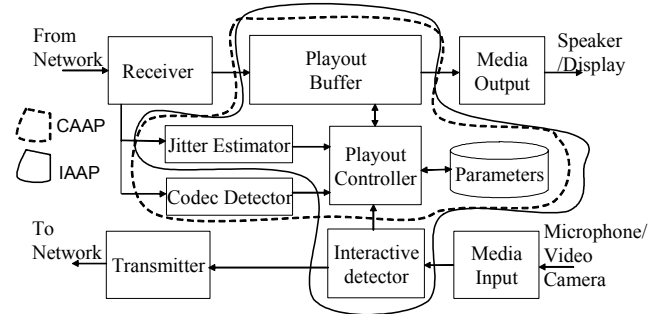 From
Network
Receiver
Playout
Buffer
Media
Output
Speaker
/Display
CAAP
IAAP
Jitter Estimator
Codec Detector
Playout
Controller
Parameters
To
Network
Transmitter
Interactive
detector
Media
Input
Microphone/
Video
Camera